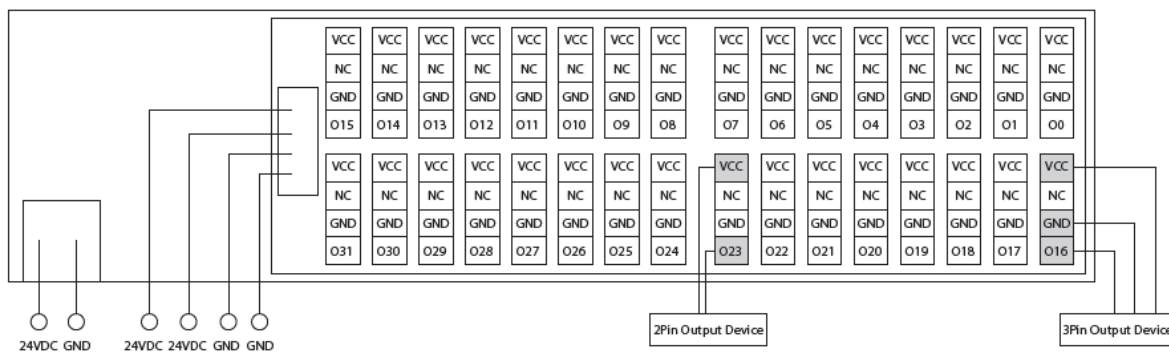 VCC VCC VCC VCC VCC VCC VCC VCC VCC VCC VCC VCC VCC VCC VCC VCC
NC NC NC NC NC NC NC NC NC NC NC NC NC NC NC NC
GND GND GND GND GND GND GND GND GND GND GND GND GND GND GND GND
O15 O14 O13 O12 O11 O10 O9 O8 O7 O6 O5 O4 O3 O2 O1 O0
VCC VCC VCC VCC VCC VCC VCC VCC VCC VCC VCC VCC VCC VCC VCC VCC
NC NC NC NC NC NC NC NC NC NC NC NC NC NC NC NC
GND GND GND GND GND GND GND GND GND GND GND GND GND GND GND GND
O31 O30 O29 O28 O27 O26 O25 O24 O23 O22 O21 O20 O19 O18 O17 O16
2Pin Output Device 3Pin Output Device
24VDC GND 24VDC 24VDC GND GND